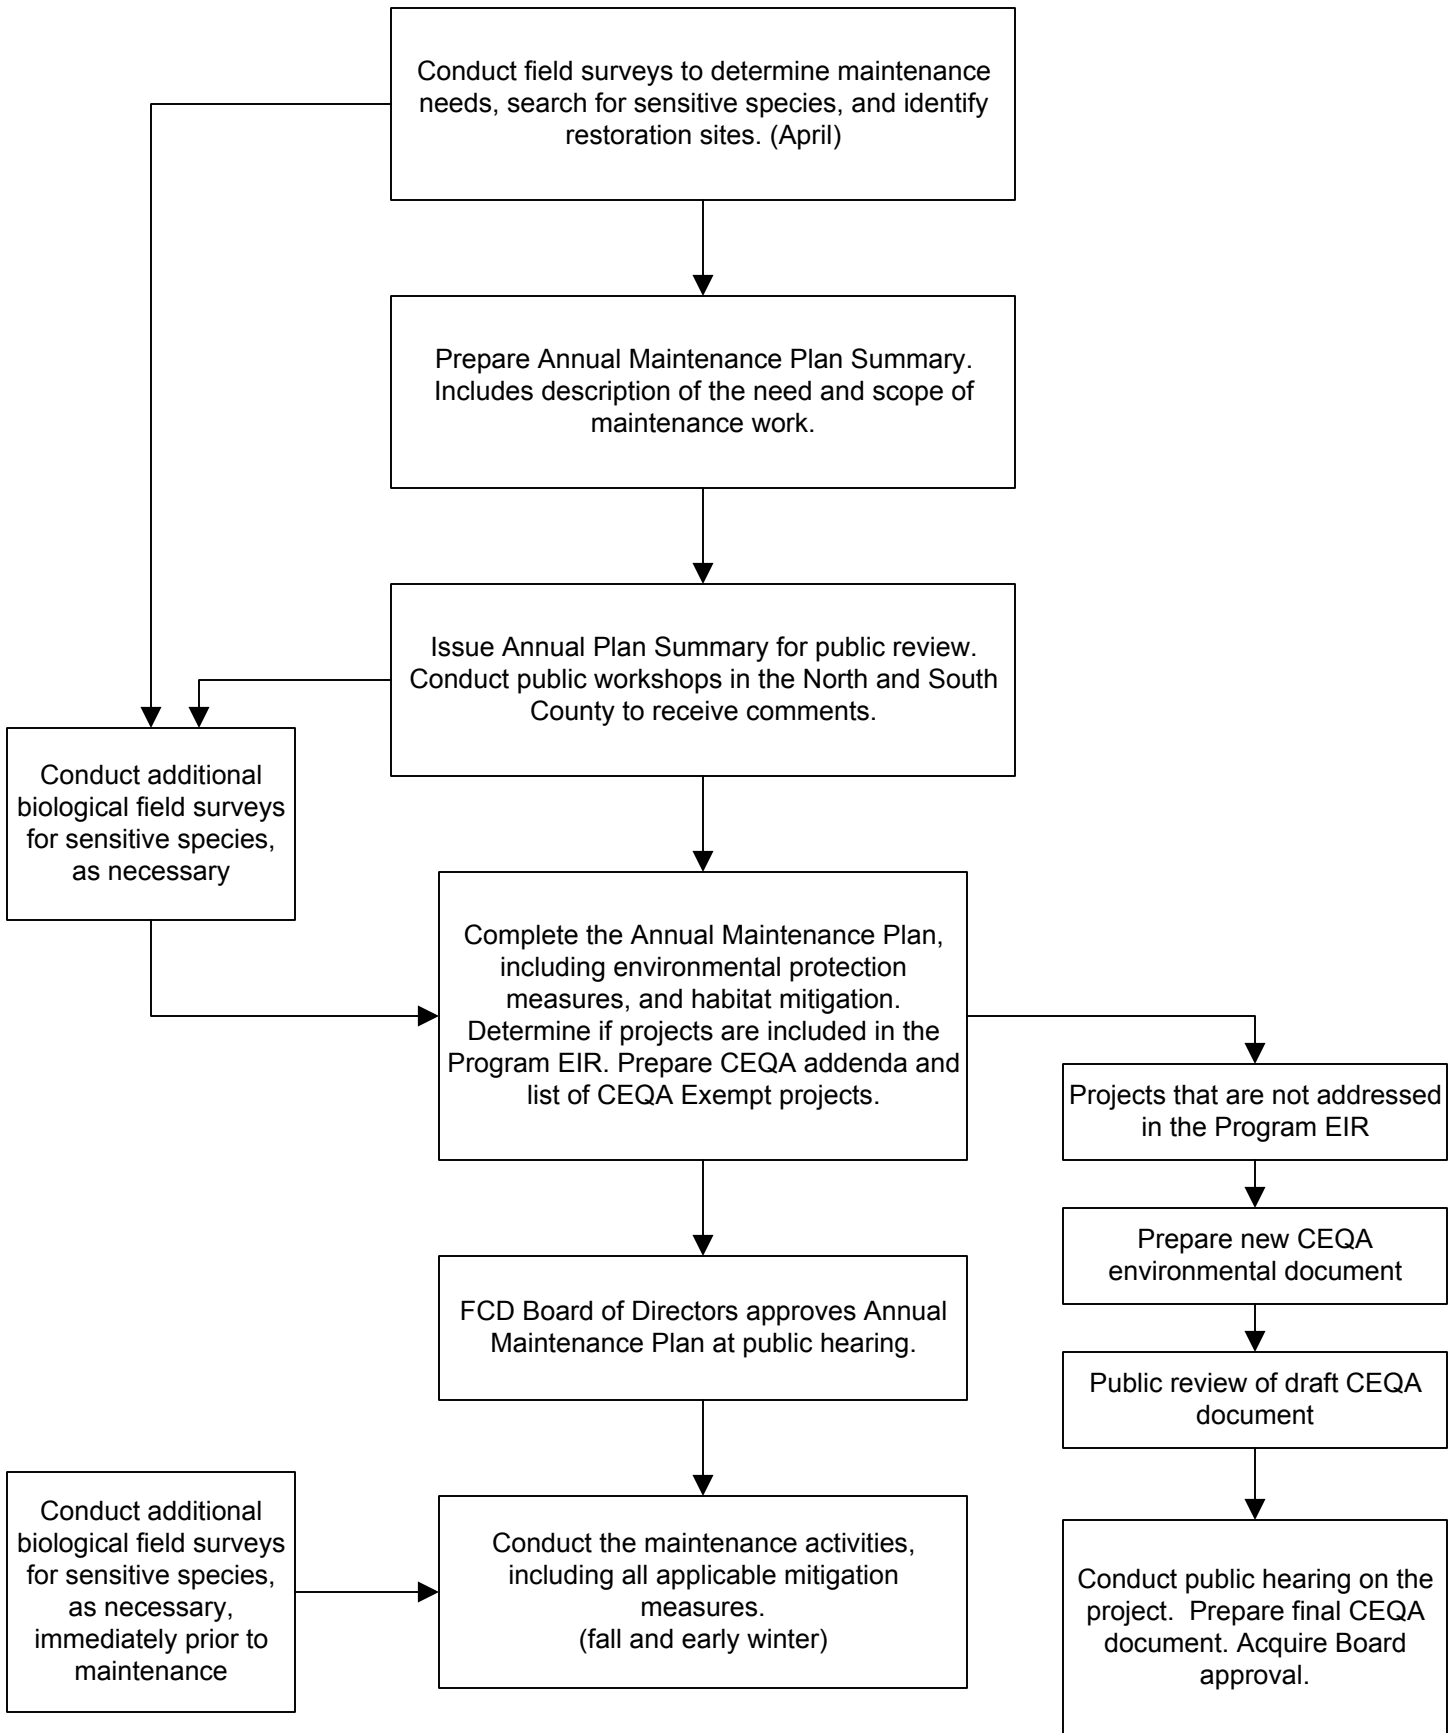 Conduct field surveys to determine maintenance
needs, search for sensitive species, and identify
restoration sites. (April)
Prepare Annual Maintenance Plan Summary.
Includes description of the need and scope of
maintenance work.
Issue Annual Plan Summary for public review.
Conduct public workshops in the North and South
County to receive comments.
Conduct additional
biological field surveys
for sensitive species,
as necessary
Complete the Annual Maintenance Plan,
including environmental protection
measures, and habitat mitigation.
Determine if projects are included in the
Program EIR. Prepare CEQA addenda and
list of CEQA Exempt projects.
Projects that are not addressed
in the Program EIR
Prepare new CEQA
environmental document
FCD Board of Directors approves Annual
Maintenance Plan at public hearing.
Public review of draft CEQA
document
Conduct additional
biological field surveys
for sensitive species,
as necessary,
immediately prior to
maintenance
Conduct the maintenance activities,
including all applicable mitigation
measures.
(fall and early winter)
Conduct public hearing on the
project.  Prepare final CEQA
document. Acquire Board
approval.